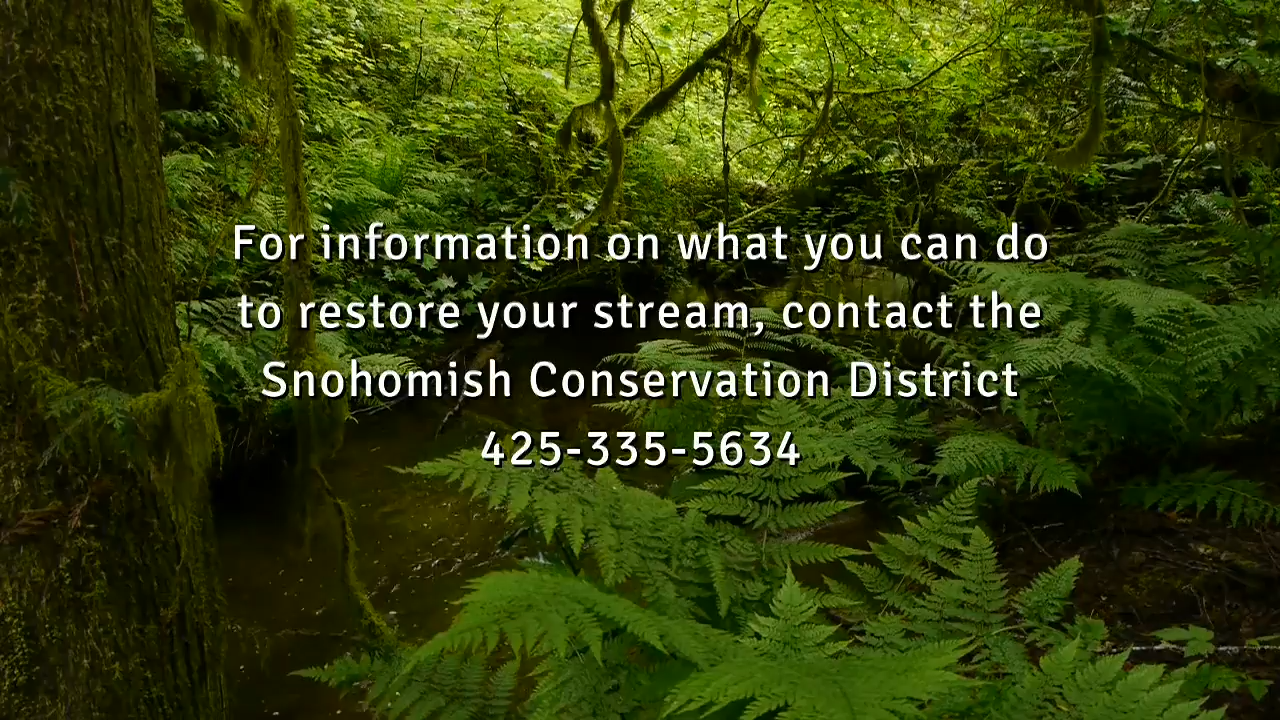 For information on what you can do
to restore your stream, contact the
Snohomish Conservation District
425-335-5634